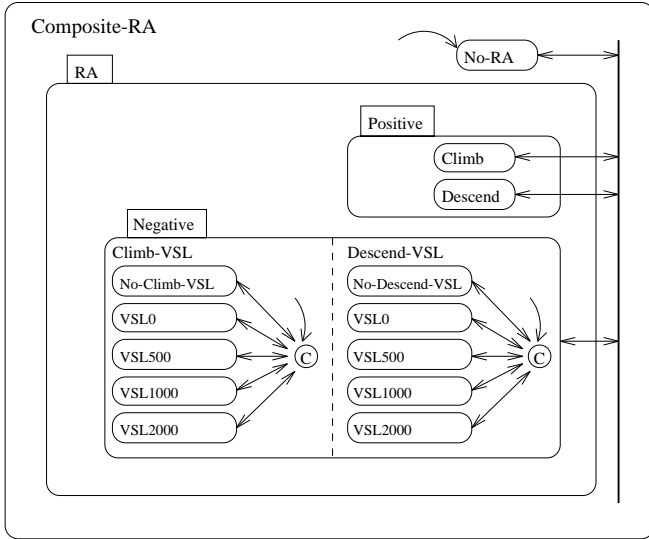 Composite-RA
No-RA
RA
Positive
Climb
Descend
Negative
Climb-VSL
No-Climb-VSL
VSL0
VSL500
VSL1000
VSL2000
C
Descend-VSL
No-Descend-VSL
VSL0
VSL500
VSL1000
VSL2000
C